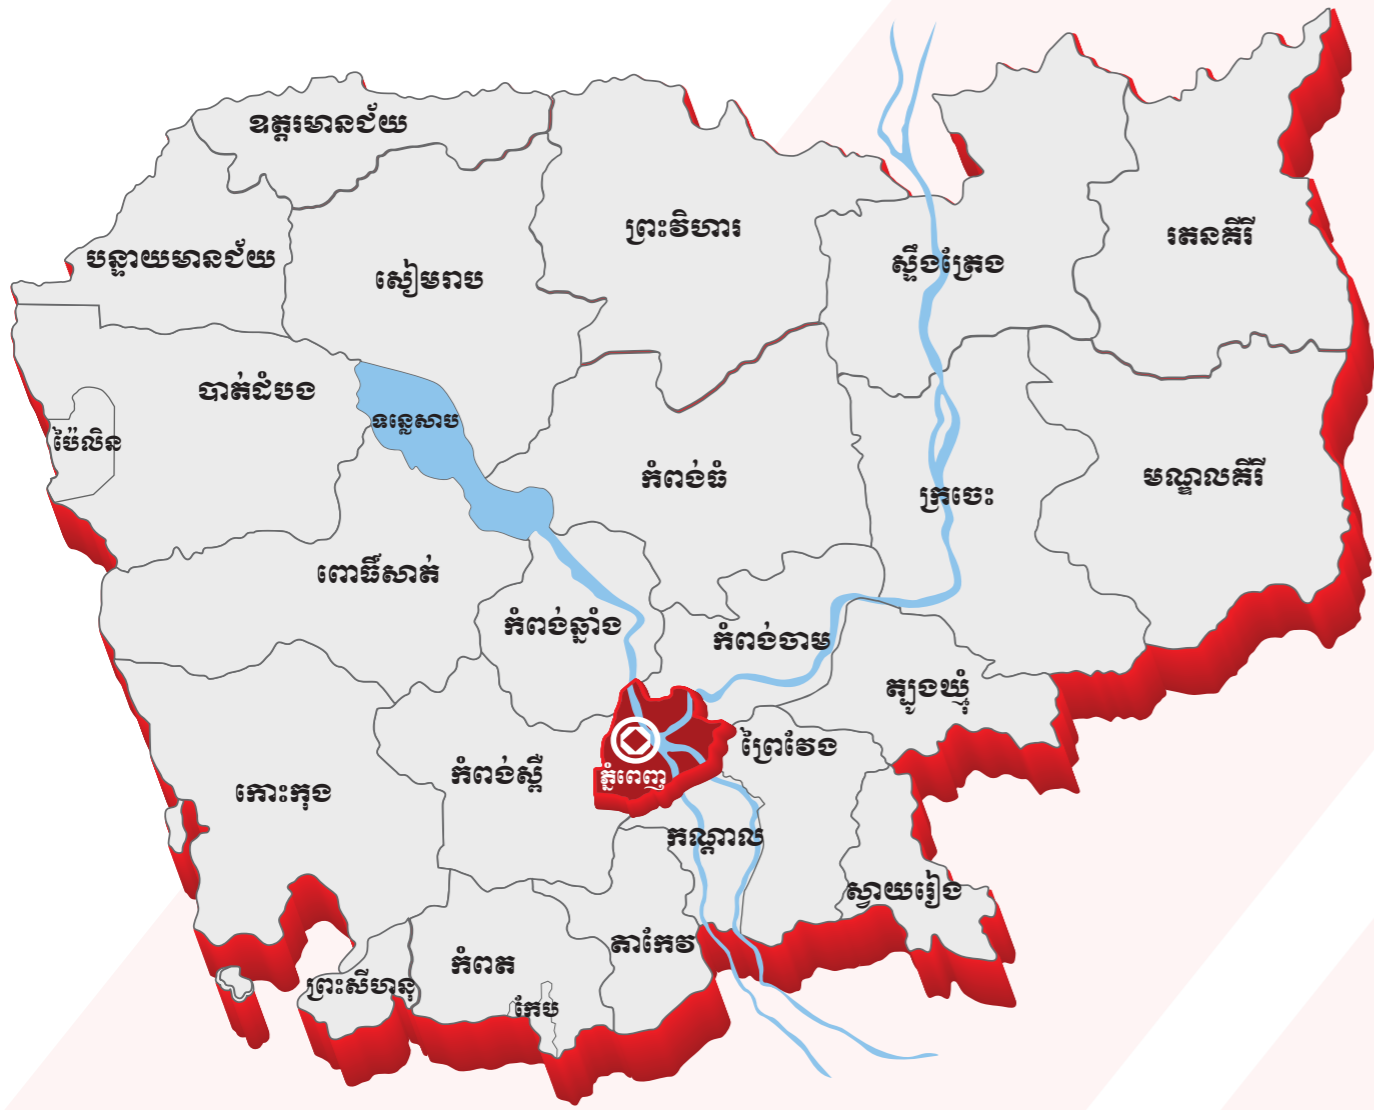 ឧត្តរមានជ័យ
ព្រះវិហារ
រតនគីរី
បន្ទាយមានជ័យ
ស្ទឹងត្រែង
សៀមរាប
បាត់ដំបង
ទន្លេសាប
ប៉ៃលិន
កំពង់ធំ
មណ្ឌលគីរី
ក្រចេះ
ពោធិ៍សាត់
កំពង់ឆ្នាំង
កំពង់ចាម
ត្បូងឃ្មុំ
ព្រៃវែង
កំពង់ស្ពឺ
ភ្នំពេញ
កោះកុង
កណ្តាល
ស្វាយរៀង
តាកែវ
កំពត
ព្រះសីហនុ
កែប